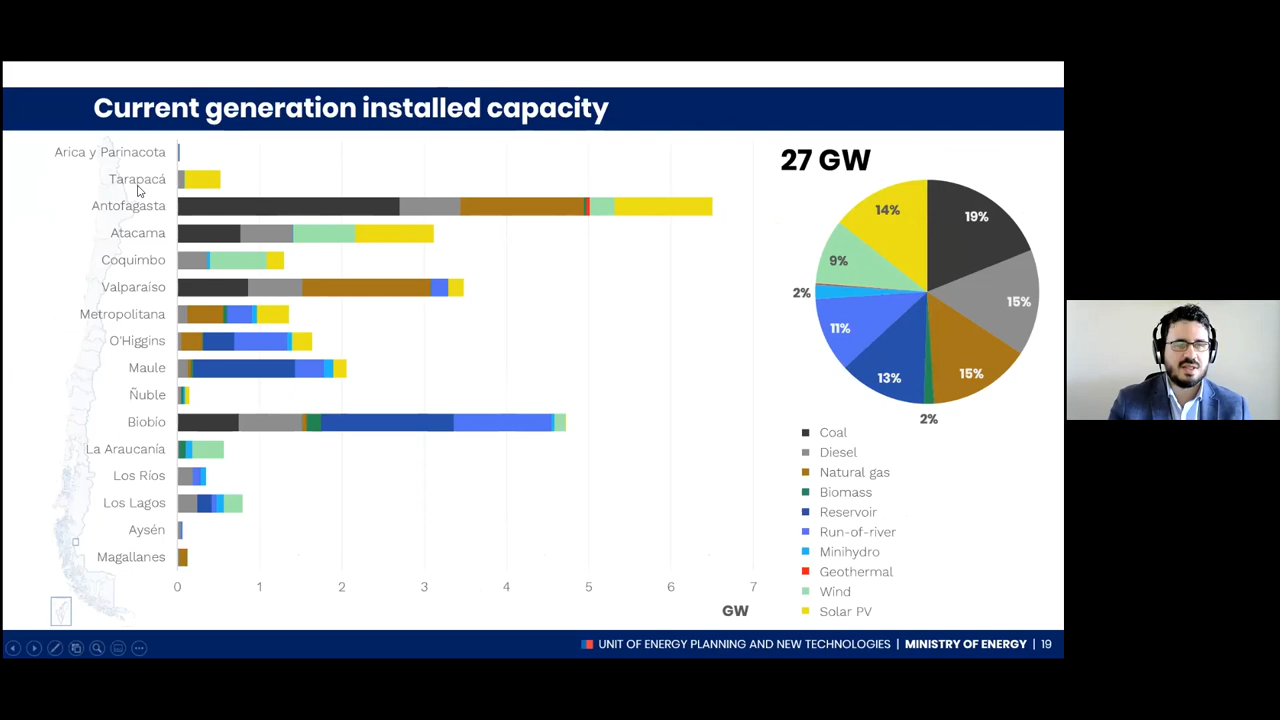 Current generation installed capacity
Arica y Parinacota
Tarapacá
Antofagasta
Atacama
Coquimbo
Valparaíso
Metropolitana
O'Higgins
Maule
Ñuble
Biobío
La Araucanía
Los Ríos
Los Lagos
Aysén
Magallanes
0 1 2 3 4 5 6 7
GW
27 GW
14%
19%
9%
2%
15%
11%
13%
15%
2%
Coal
Diesel
Natural gas
Biomass
Reservoir
Run-of-river
Minihydro
Geothermal
Wind
Solar PV
UNIT OF ENERGY PLANNING AND NEW TECHNOLOGIES | MINISTRY OF ENERGY | 19